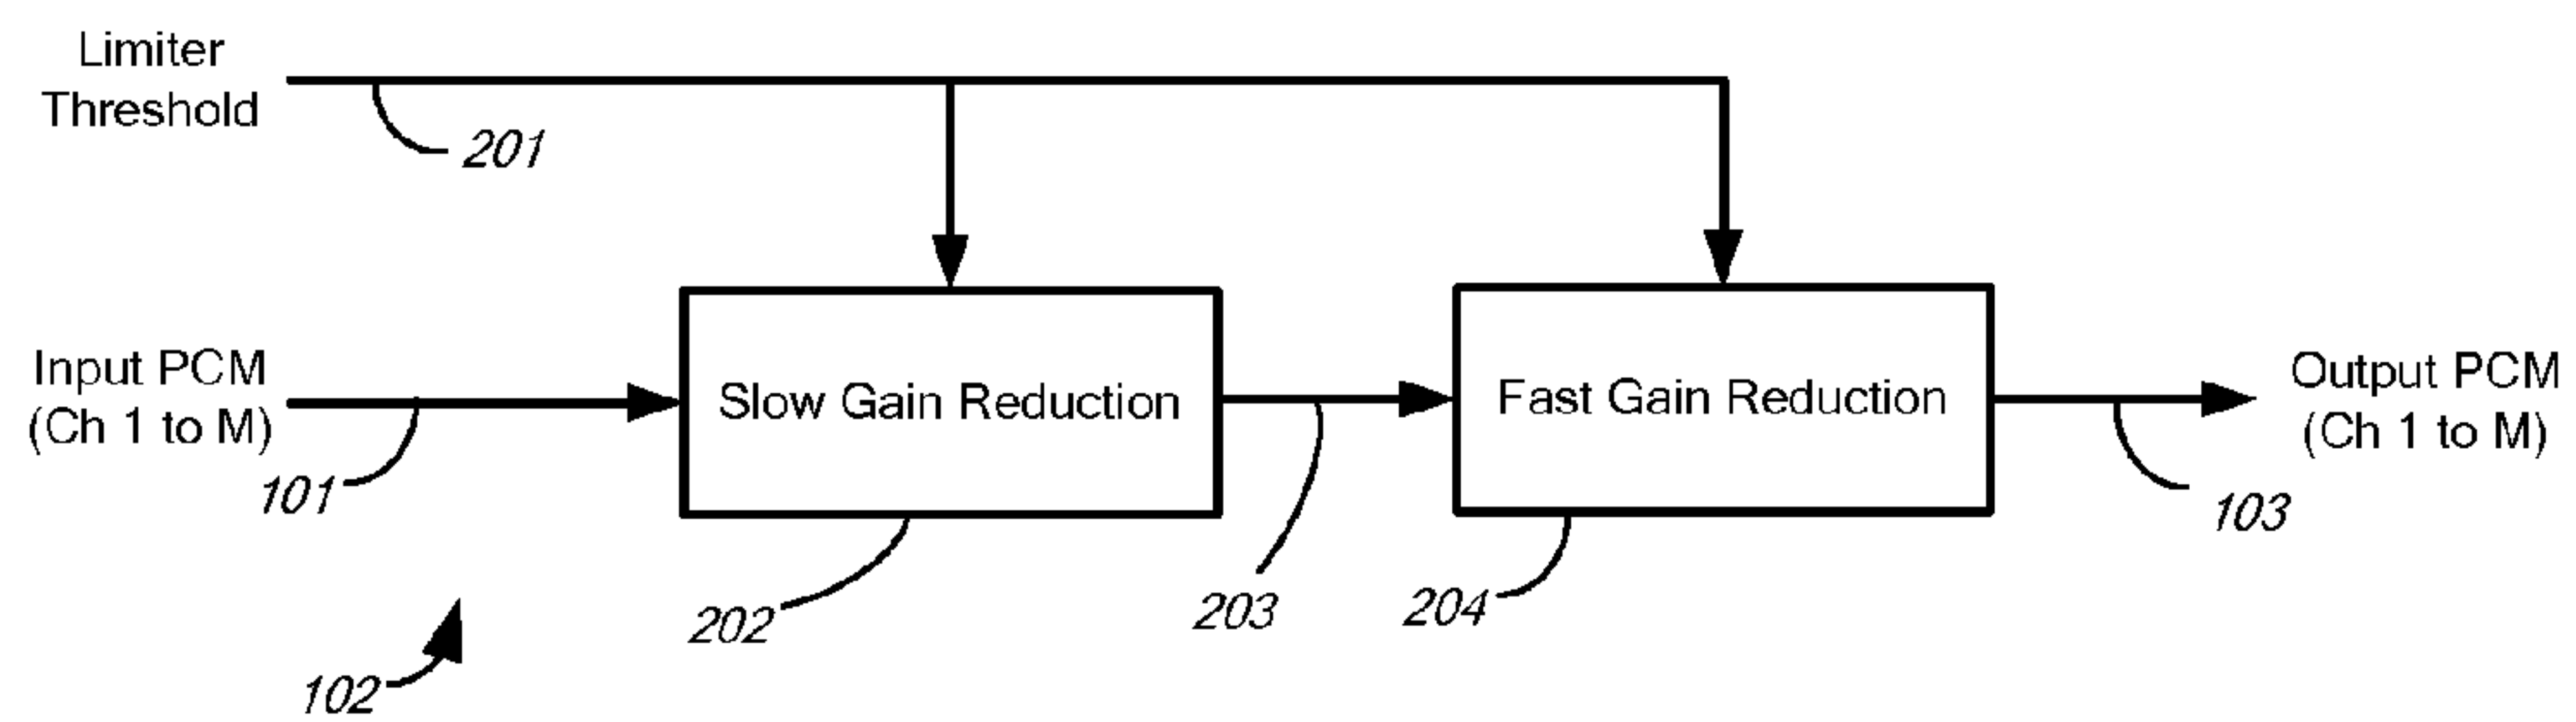 Limiter
Threshold
201
Input PCM
(Ch 1 to M)
101
Slow Gain Reduction
Fast Gain Reduction
Output PCM
(Ch 1 to M)
103
202
203
204
102